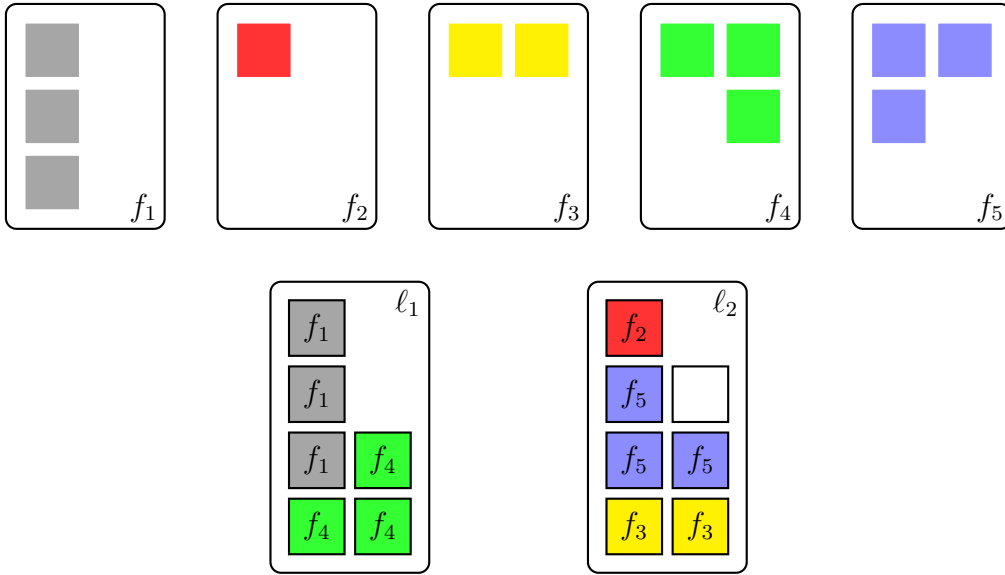 f₁ f₂ f₃ f₄ f₅
ℓ₁ ℓ₂
f₁ f₂
f₁ f₅
f₁ f₄ f₅ f₅
f₄ f₄ f₃ f₃